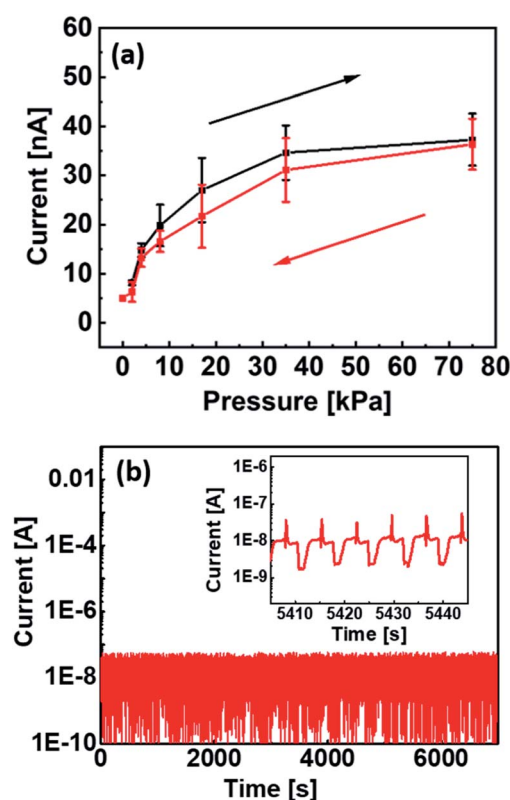 (a)
Current [nA]
60
50
40
30
20
10
0
0 10 20 30 40 50 60 70 80
Pressure [kPa]
(b)
Current [A]
0.01
1E-4
1E-6
1E-8
1E-10
0 2000 4000 6000
Time [s]
Current [A]
1E-6
1E-7
1E-8
1E-9
5410 5420 5430 5440
Time [s]